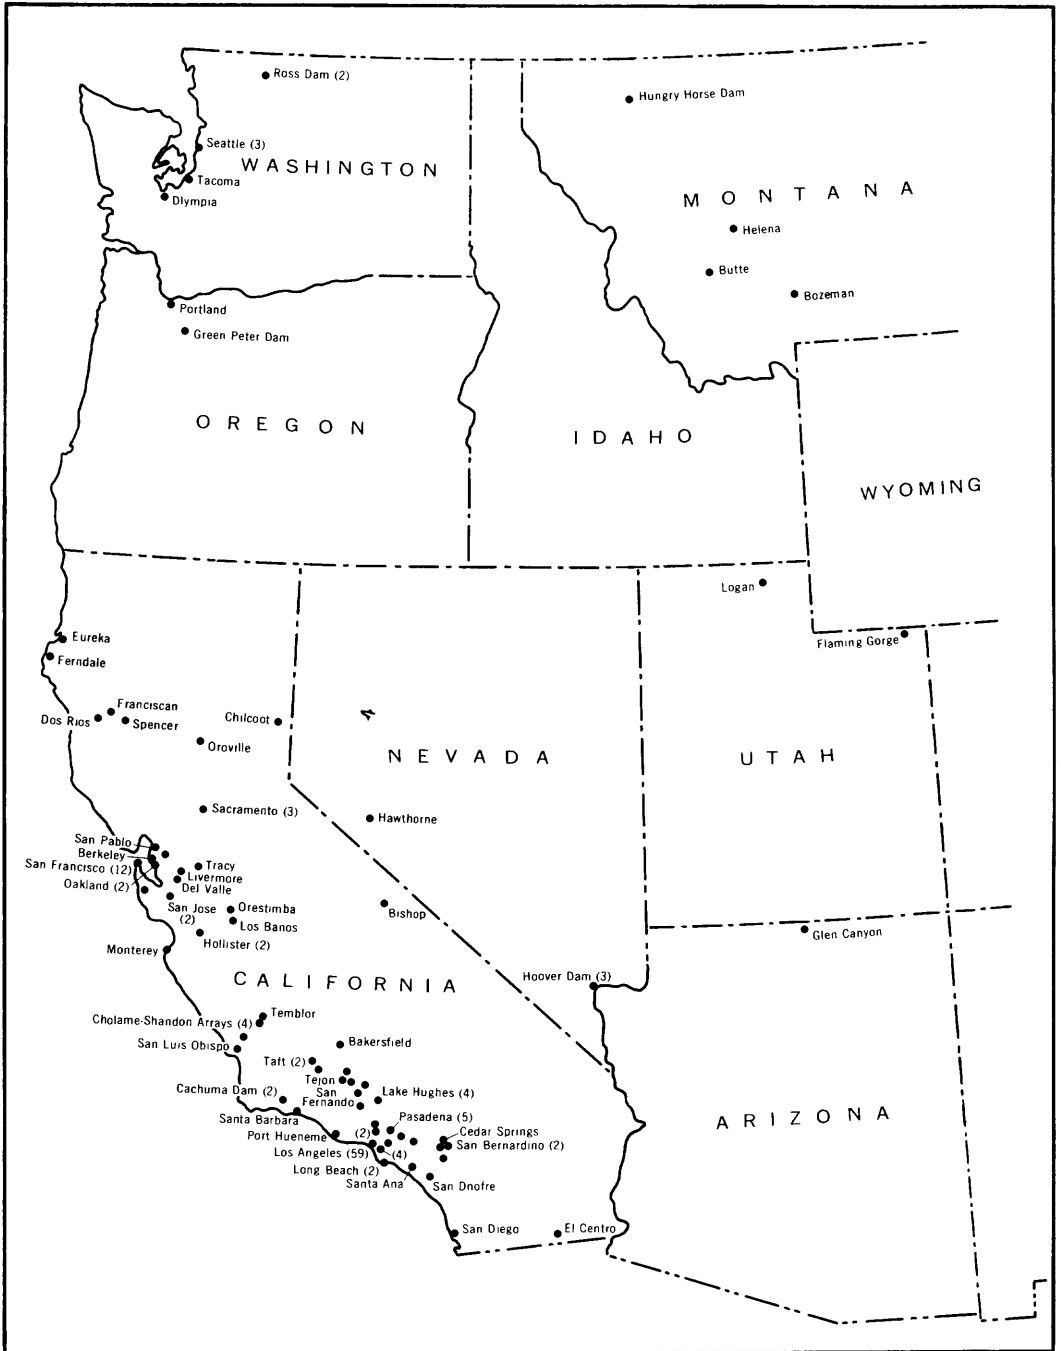 Ross Dam (2)
Hungry Horse Dam
Seattle (3)
WASHINGTON
Tacoma
Olympia
MONTANA
Helena
Butte
Bozeman
Portland
Green Peter Dam
OREGON
IDAHO
WYOMING
Logan
Flaming Gorge
Eureka
Ferndale
Franciscan
Dos Rios
Spencer
Chilcoot
Oroville
NEVADA
UTAH
Sacramento (3)
Hawthorne
San Pablo
Berkeley
San Francisco (12)
Oakland (2)
Tracy
Livermore
Del Valle
San Jose
(2)
Orestimba
Los Banos
Hollister (2)
Monterey
Bishop
Glen Canyon
CALIFORNIA
Hoover Dam (3)
Temblor
Cholame-Shandon Arrays (4)
San Luis Obispo
Bakersfield
Taft (2)
Tejon
San
Fernando
Lake Hughes (4)
Cachuma Dam (2)
Santa Barbara
Pasadena (5)
Port Hueneme
(2)
Cedar Springs
San Bernardino (2)
Los Angeles (59)
(4)
Long Beach (2)
Santa Ana
San Onofre
ARIZONA
San Diego
El Centro